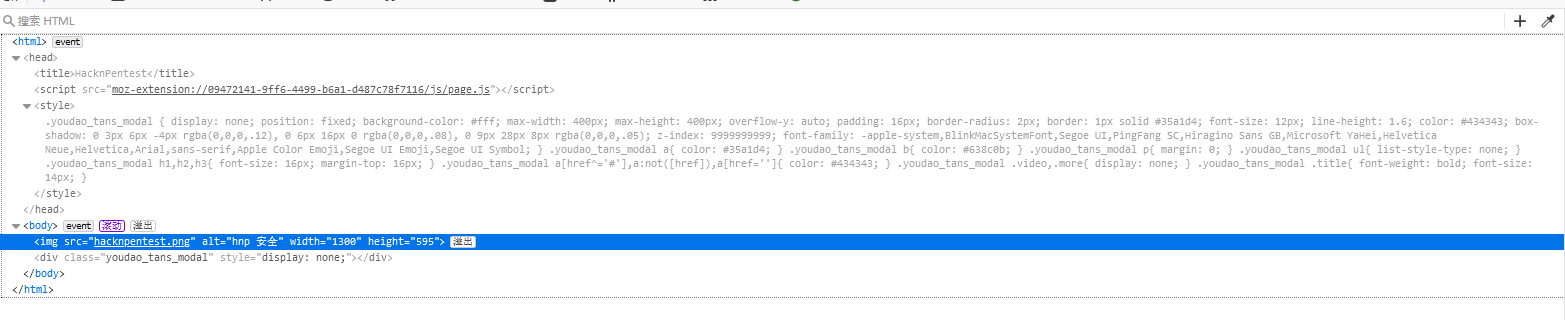 搜索 HTML
<html> event
<head>
<title>HacknPentest</title>
<script src="moz-extension://09472141-9ff6-4499-b6a1-d487c78f7116/js/page.js"></script>
<style>
.youdao_tans_modal { display: none; position: fixed; background-color: #fff; max-width: 400px; max-height: 400px; overflow-y: auto; padding: 16px; border-radius: 2px; border: 1px solid #35a1d4; font-size: 12px; line-height: 1.6; color: #434343; box-
shadow: 0 3px 6px -4px rgba(0,0,0,.12), 0 6px 16px 0 rgba(0,0,0,.08), 0 9px 28px 8px rgba(0,0,0,.05); z-index: 9999999999; font-family: -apple-system,BlinkMacSystemFont,Segoe UI,PingFang SC,Hiragino Sans GB,Microsoft YaHei,Helvetica
Neue,Helvetica,Arial,sans-serif,Apple Color Emoji,Segoe UI Emoji,Segoe UI Symbol; } .youdao_tans_modal a{ color: #35a1d4; } .youdao_tans_modal b{ color: #638c0b; } .youdao_tans_modal p{ margin: 0; } .youdao_tans_modal ul{ list-style-type: none; }
.youdao_tans_modal h1,h2,h3{ font-size: 16px; margin-top: 16px; } .youdao_tans_modal a[href^='#'],a:not([href]),a[href='']{ color: #434343; } .youdao_tans_modal .video,.more{ display: none; } .youdao_tans_modal .title{ font-weight: bold; font-size:
14px; }
</style>
</head>
<body> event 滚动 溢出
<img src="hacknpentest.png" alt="hnp 安全" width="1300" height="595"> 溢出
<div class="youdao_tans_modal" style="display: none;"></div>
</body>
</html>